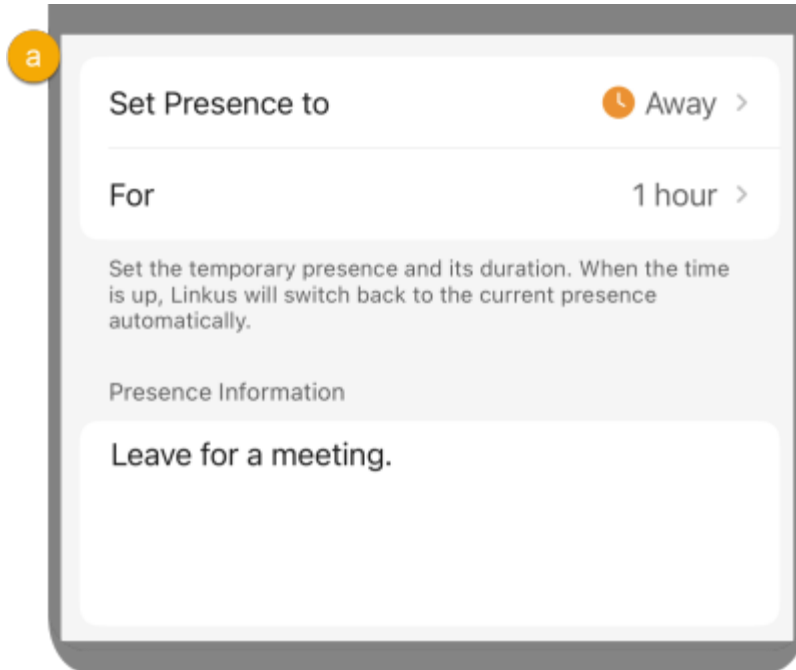 a
Set Presence to
Away
For
1 hour
Set the temporary presence and its duration. When the time
is up, Linkus will switch back to the current presence
automatically.
Presence Information
Leave for a meeting.